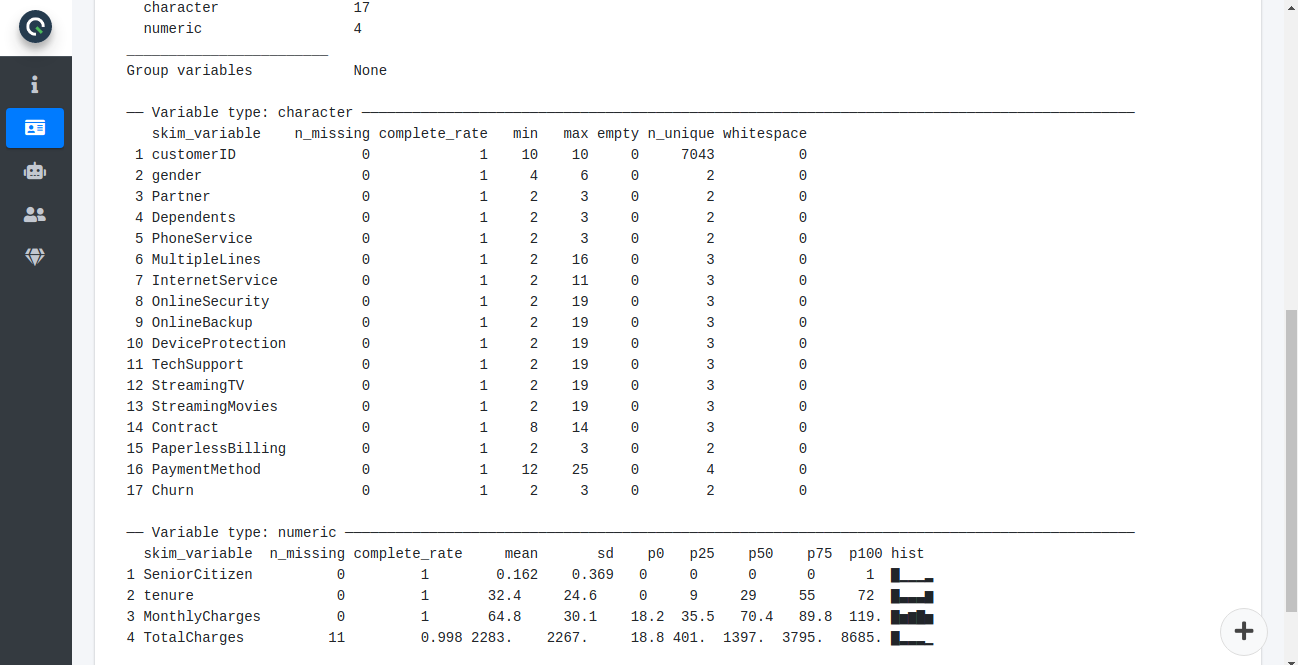 character 17
numeric 4
________________________
Group variables None
── Variable type: character ────────────────────────────────────────
skim_variable n_missing complete_rate min max empty n_unique whitespace
1 customerID 0 1 10 10 0 7043 0
2 gender 0 1 4 6 0 2 0
3 Partner 0 1 2 3 0 2 0
4 Dependents 0 1 2 3 0 2 0
5 PhoneService 0 1 2 3 0 2 0
6 MultipleLines 0 1 2 16 0 3 0
7 InternetService 0 1 2 11 0 3 0
8 OnlineSecurity 0 1 2 19 0 3 0
9 OnlineBackup 0 1 2 19 0 3 0
10 DeviceProtection 0 1 2 19 0 3 0
11 TechSupport 0 1 2 19 0 3 0
12 StreamingTV 0 1 2 19 0 3 0
13 StreamingMovies 0 1 2 19 0 3 0
14 Contract 0 1 8 14 0 3 0
15 PaperlessBilling 0 1 2 3 0 2 0
16 PaymentMethod 0 1 12 25 0 4 0
17 Churn 0 1 2 3 0 2 0
── Variable type: numeric ────────────────────────────────────────
skim_variable n_missing complete_rate mean sd p0 p25 p50 p75 p100 hist
1 SeniorCitizen 0 1 0.162 0.369 0 0 0 0 1 ▇▁▁▁▂
2 tenure 0 1 32.4 24.6 0 9 29 55 72 ▇▃▃▃▆
3 MonthlyCharges 0 1 64.8 30.1 18.2 35.5 70.4 89.8 119. ▇▅▆▇▅
4 TotalCharges 11 0.998 2283. 2267. 18.8 401. 1397. 3795. 8685. ▇▂▂▂▁